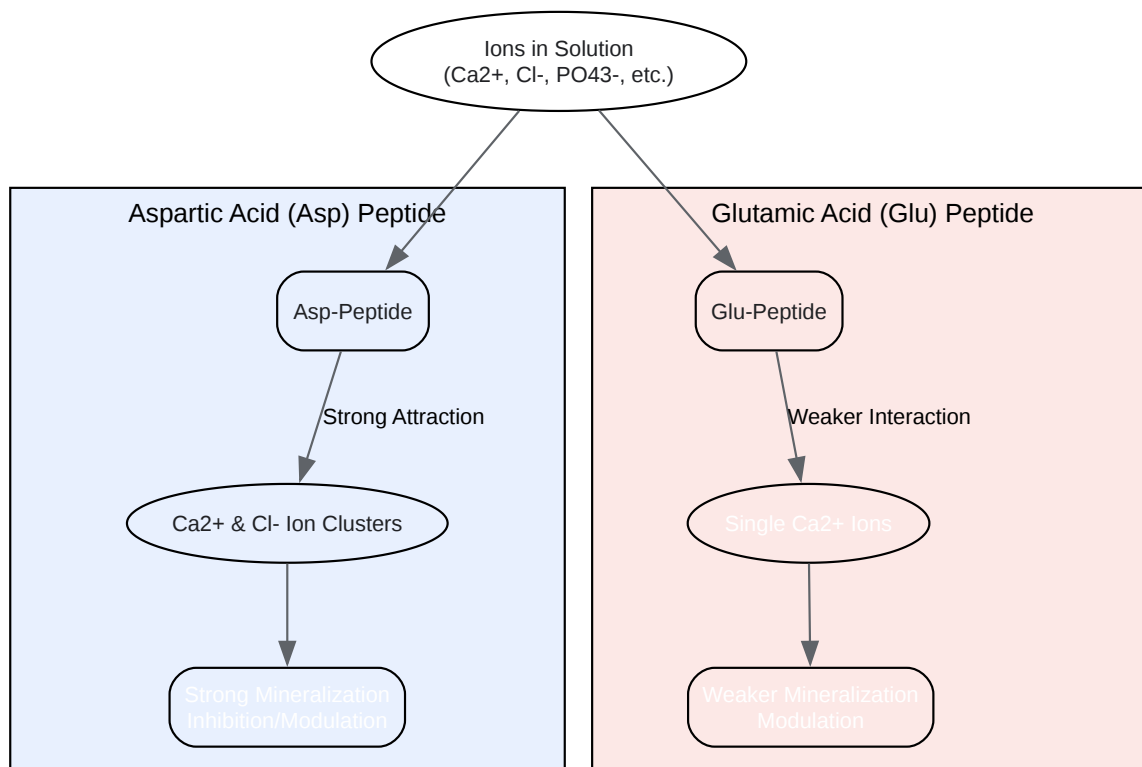 Ions in Solution
(Ca2+, Cl-, PO43-, etc.)
Aspartic Acid (Asp) Peptide
Glutamic Acid (Glu) Peptide
Asp-Peptide
Glu-Peptide
Strong Attraction
Weaker Interaction
Ca2+ & Cl- Ion Clusters
Single Ca2+ Ions
Strong Mineralization
Inhibition/Modulation
Weaker Mineralization
Modulation